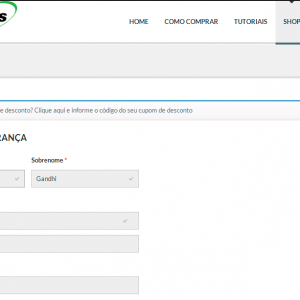 s
HOME COMO COMPRAR TUTORIAIS SHOP
e desconto? Clique aqui e informe o código do seu cupom de desconto
RANÇA
Sobrenome *
Gandhi